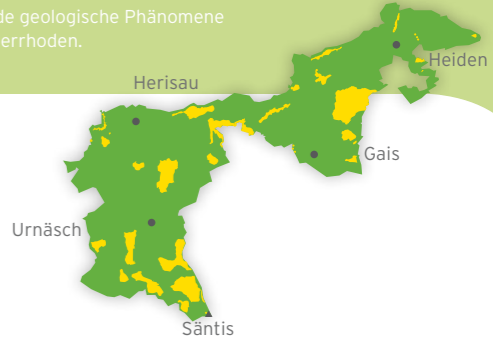 de geologische Phänomene
errhoden.
Heiden
Herisau
Gais
Urnäsch
Säntis